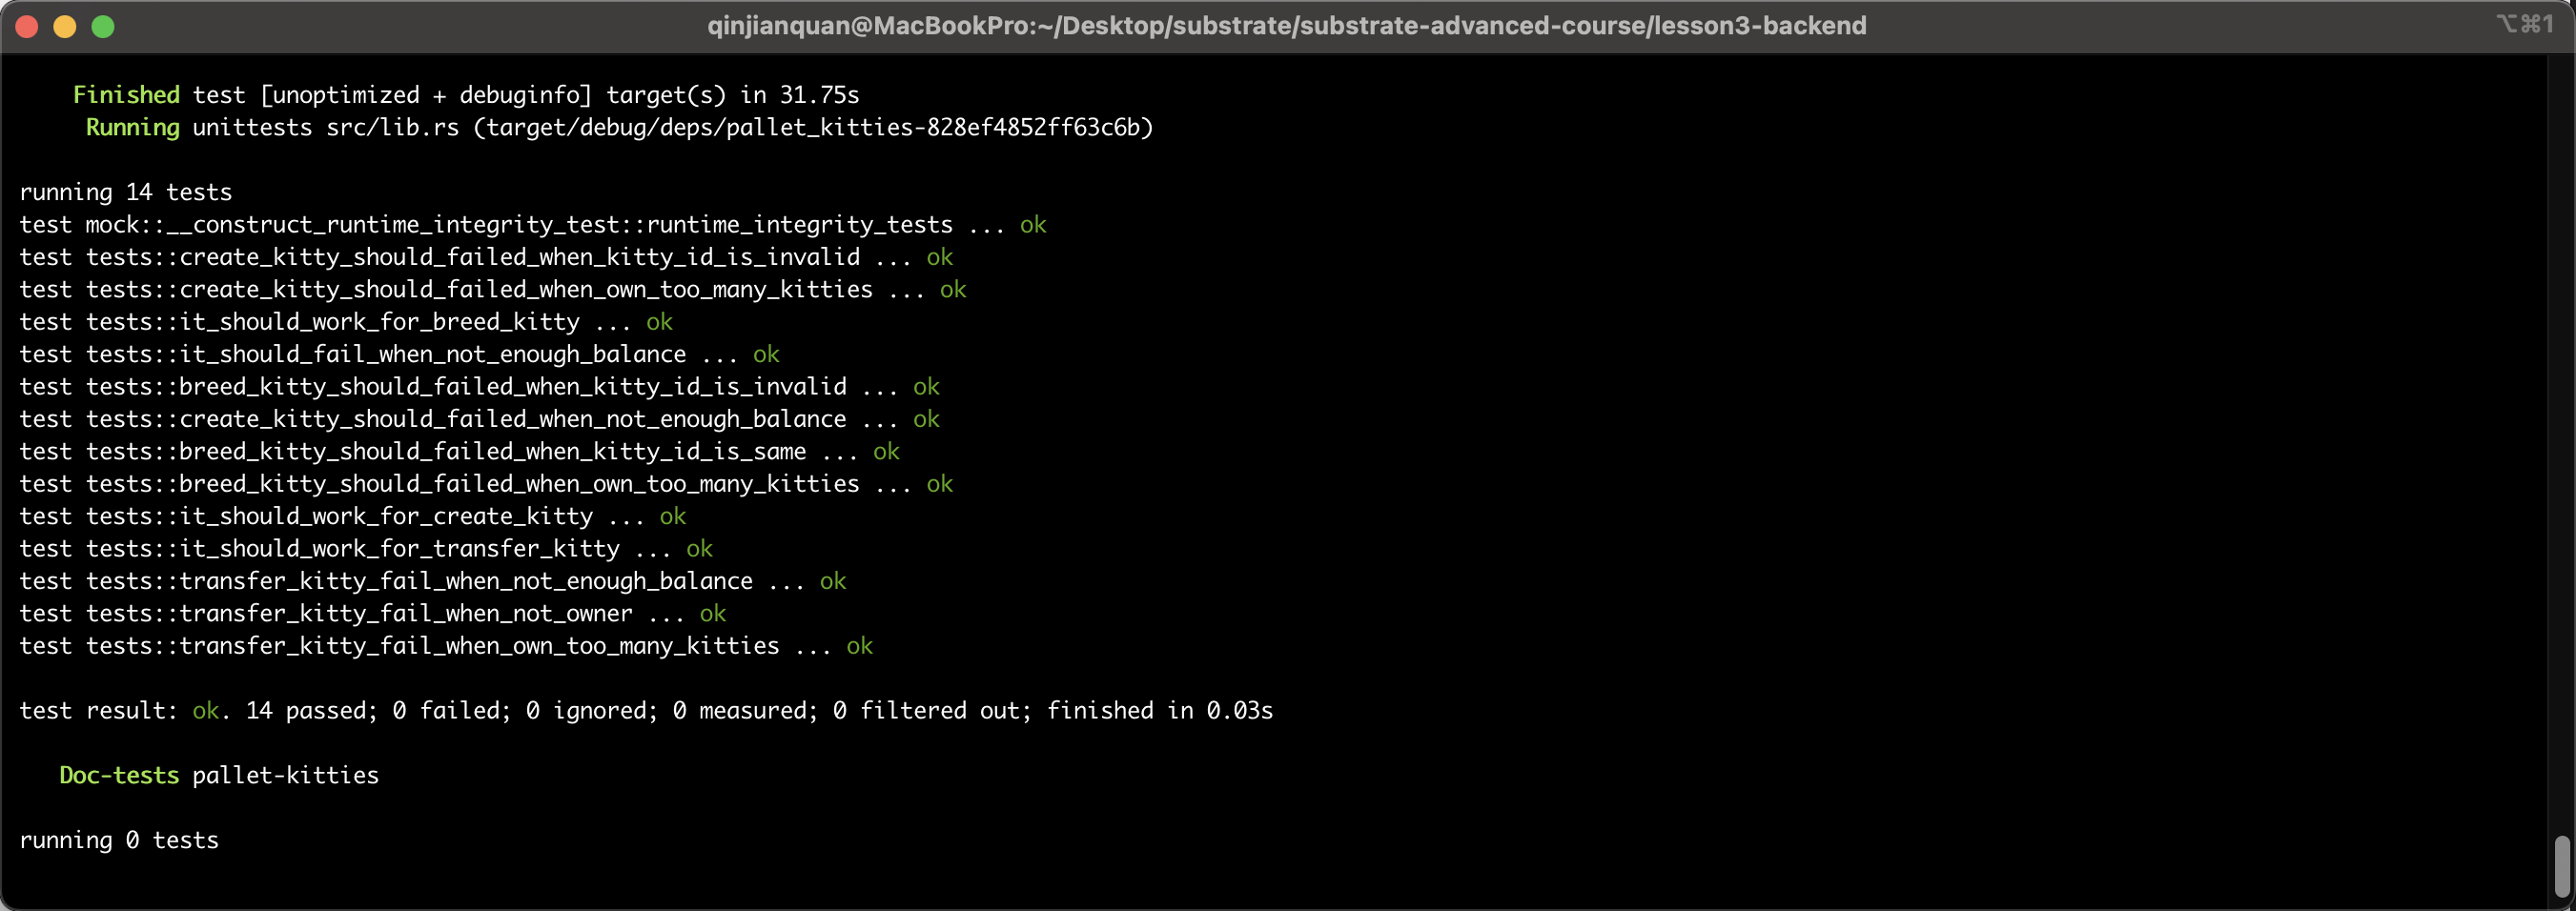 qinjianquan@MacBookPro:~/Desktop/substrate/substrate-advanced-course/lesson3-backend
⌥⌘1
Finished test [unoptimized + debuginfo] target(s) in 31.75s
Running unittests src/lib.rs (target/debug/deps/pallet_kitties-828ef4852ff63c6b)
running 14 tests
test mock::__construct_runtime_integrity_test::runtime_integrity_tests ... ok
test tests::create_kitty_should_failed_when_kitty_id_is_invalid ... ok
test tests::create_kitty_should_failed_when_own_too_many_kitties ... ok
test tests::it_should_work_for_breed_kitty ... ok
test tests::it_should_fail_when_not_enough_balance ... ok
test tests::breed_kitty_should_failed_when_kitty_id_is_invalid ... ok
test tests::create_kitty_should_failed_when_not_enough_balance ... ok
test tests::breed_kitty_should_failed_when_kitty_id_is_same ... ok
test tests::breed_kitty_should_failed_when_own_too_many_kitties ... ok
test tests::it_should_work_for_create_kitty ... ok
test tests::it_should_work_for_transfer_kitty ... ok
test tests::transfer_kitty_fail_when_not_enough_balance ... ok
test tests::transfer_kitty_fail_when_not_owner ... ok
test tests::transfer_kitty_fail_when_own_too_many_kitties ... ok
test result: ok. 14 passed; 0 failed; 0 ignored; 0 measured; 0 filtered out; finished in 0.03s
Doc-tests pallet-kitties
running 0 tests